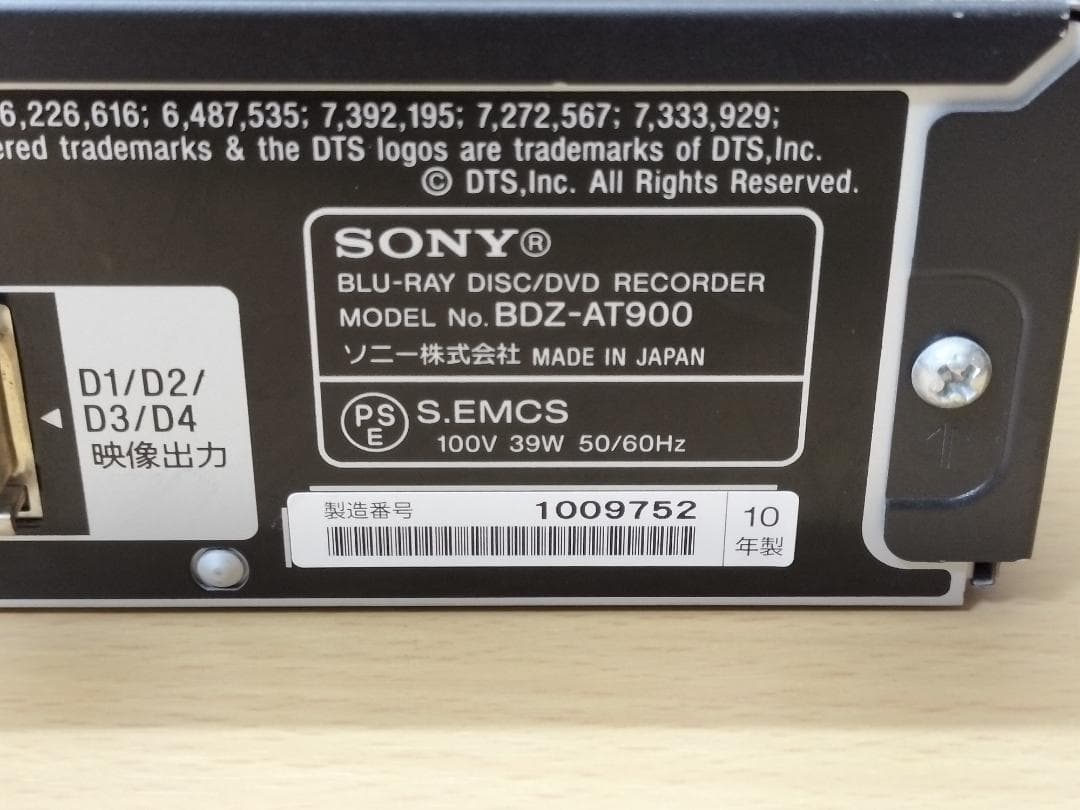 6,226,616; 6,487,535; 7,392,195; 7,272,567; 7,333,929;
ered trademarks & the DTS logos are trademarks of DTS,Inc.
© DTS,Inc. All Rights Reserved.
SONY®
BLU-RAY DISC/DVD RECORDER
MODEL No. BDZ-AT900
ソニー株式会社 MADE IN JAPAN
PS
E
S.EMCS
100V 39W 50/60Hz
D1/D2/
D3/D4
映像出力
製造番号 1009752
10
年製